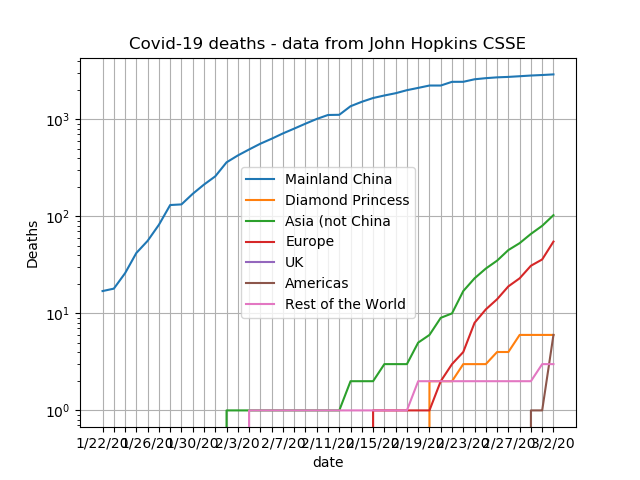 Covid-19 deaths - data from John Hopkins CSSE
Deaths
10³
10²
10¹
10⁰
Mainland China
Diamond Princess
Asia (not China
Europe
UK
Americas
Rest of the World
1/22/20 1/26/20 1/30/20 2/3/20 2/7/20 2/11/20 2/15/20 2/19/20 2/23/20 2/27/20 3/2/20
date